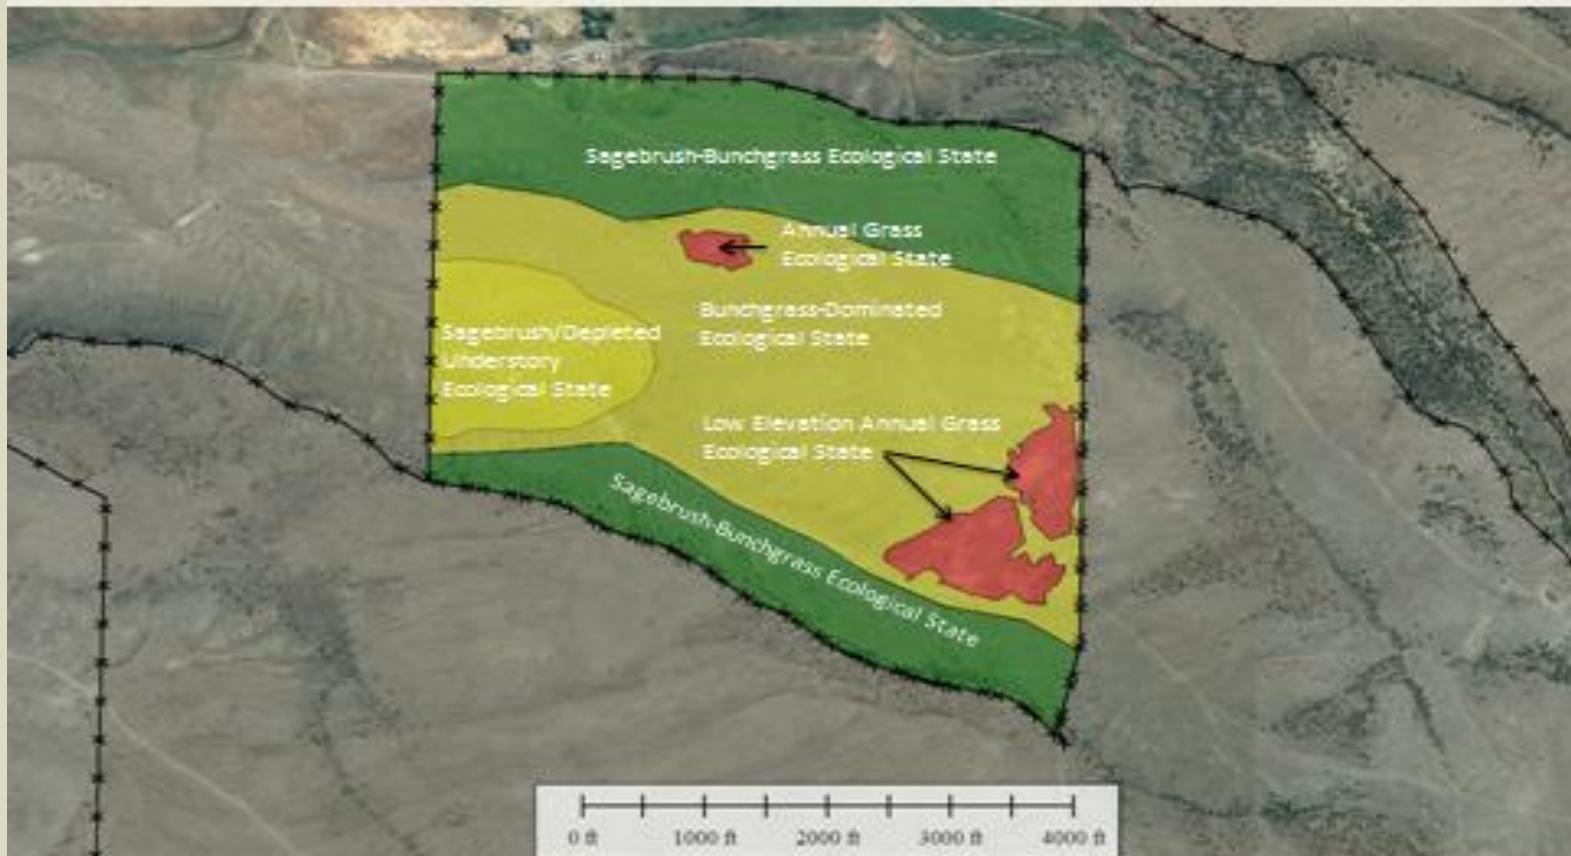 Sagebrush-Bunchgrass Ecological State
Annual Grass
Ecological State
Bunchgrass-Dominated
Ecological State
Sagebrush/Depleted
Understory
Ecological State
Low Elevation Annual Grass
Ecological State
Sagebrush-Bunchgrass Ecological State
0 ft 1000 ft 2000 ft 3000 ft 4000 ft